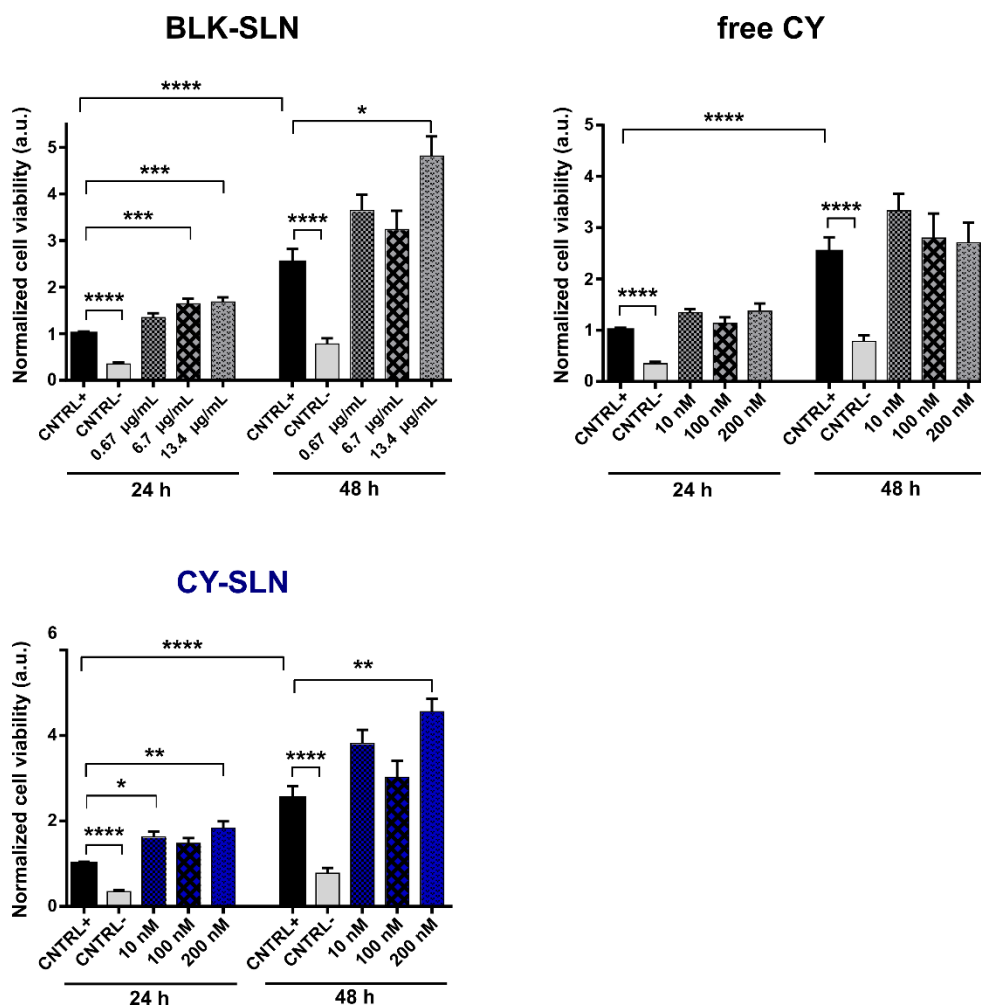 BLK-SLN
Normalized cell viability (a.u.)
5
4
3
2
1
0
****
*
***
***
****
****
CNTRL+
CNTRL-
0.67 µg/mL
6.7 µg/mL
13.4 µg/mL
CNTRL+
CNTRL-
0.67 µg/mL
6.7 µg/mL
13.4 µg/mL
24 h
48 h
free CY
Normalized cell viability (a.u.)
5
4
3
2
1
0
****
****
****
CNTRL+
CNTRL-
10 nM
100 nM
200 nM
CNTRL+
CNTRL-
10 nM
100 nM
200 nM
24 h
48 h
CY-SLN
Normalized cell viability (a.u.)
6
4
2
0
****
**
**
*
****
****
CNTRL+
CNTRL-
10 nM
100 nM
200 nM
CNTRL+
CNTRL-
10 nM
100 nM
200 nM
24 h
48 h